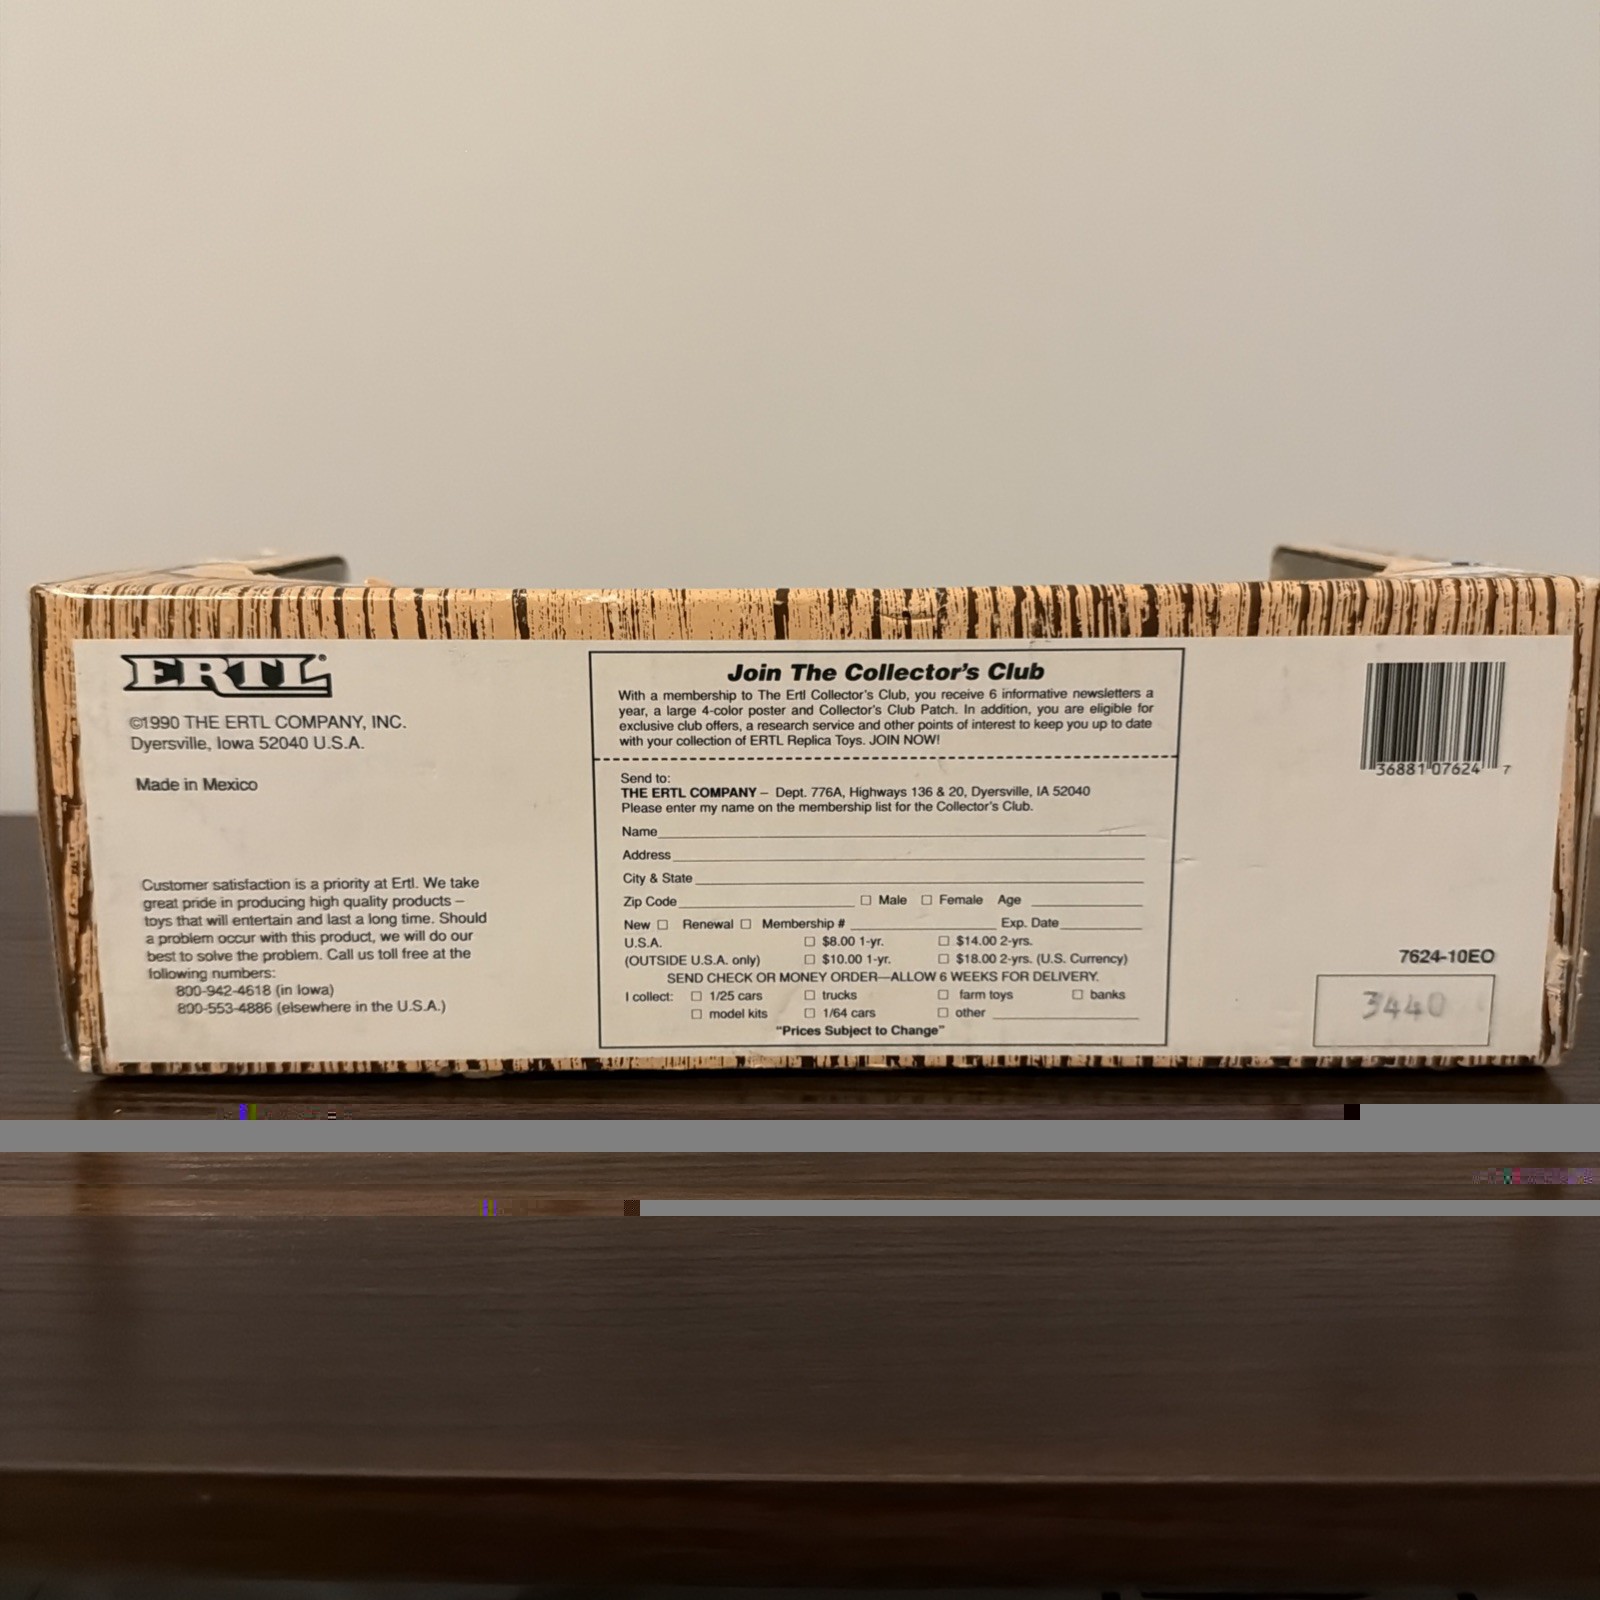 ERTL®
©1990 THE ERTL COMPANY, INC.
Dyersville, Iowa 52040 U.S.A.
Made in Mexico
Customer satisfaction is a priority at Ertl. We take
great pride in producing high quality products –
toys that will entertain and last a long time. Should
a problem occur with this product, we will do our
best to solve the problem. Call us toll free at the
following numbers:
800-942-4618 (in Iowa)
800-553-4886 (elsewhere in the U.S.A.)
Join The Collector's Club
With a membership to The Ertl Collector's Club, you receive 6 informative newsletters a
year, a large 4-color poster and Collector's Club Patch. In addition, you are eligible for
exclusive club offers, a research service and other points of interest to keep you up to date
with your collection of ERTL Replica Toys. JOIN NOW!
Send to:
THE ERTL COMPANY – Dept. 776A, Highways 136 & 20, Dyersville, IA 52040
Please enter my name on the membership list for the Collector's Club.
Name
Address
City & State
Zip Code ☐ Male ☐ Female Age
New ☐ Renewal ☐ Membership # Exp. Date
U.S.A. ☐ $8.00 1-yr. ☐ $14.00 2-yrs.
(OUTSIDE U.S.A. only) ☐ $10.00 1-yr. ☐ $18.00 2-yrs. (U.S. Currency)
SEND CHECK OR MONEY ORDER—ALLOW 6 WEEKS FOR DELIVERY.
I collect: ☐ 1/25 cars ☐ trucks ☐ farm toys ☐ banks
☐ model kits ☐ 1/64 cars ☐ other
"Prices Subject to Change"
36881 07624 7
7624-10EO
3440